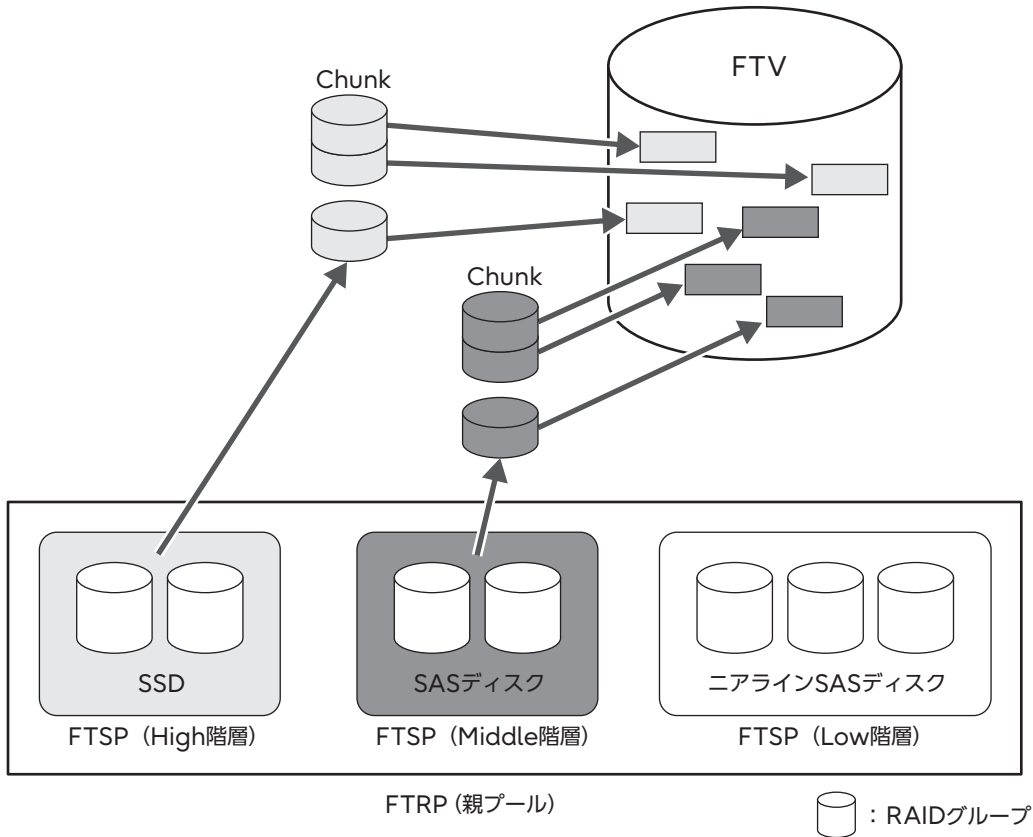 Chunk
FTV
Chunk
SSD
SASディスク
ニアラインSASディスク
FTSP（High階層）
FTSP（Middle階層）
FTSP（Low階層）
FTRP（親プール）
：RAIDグループ